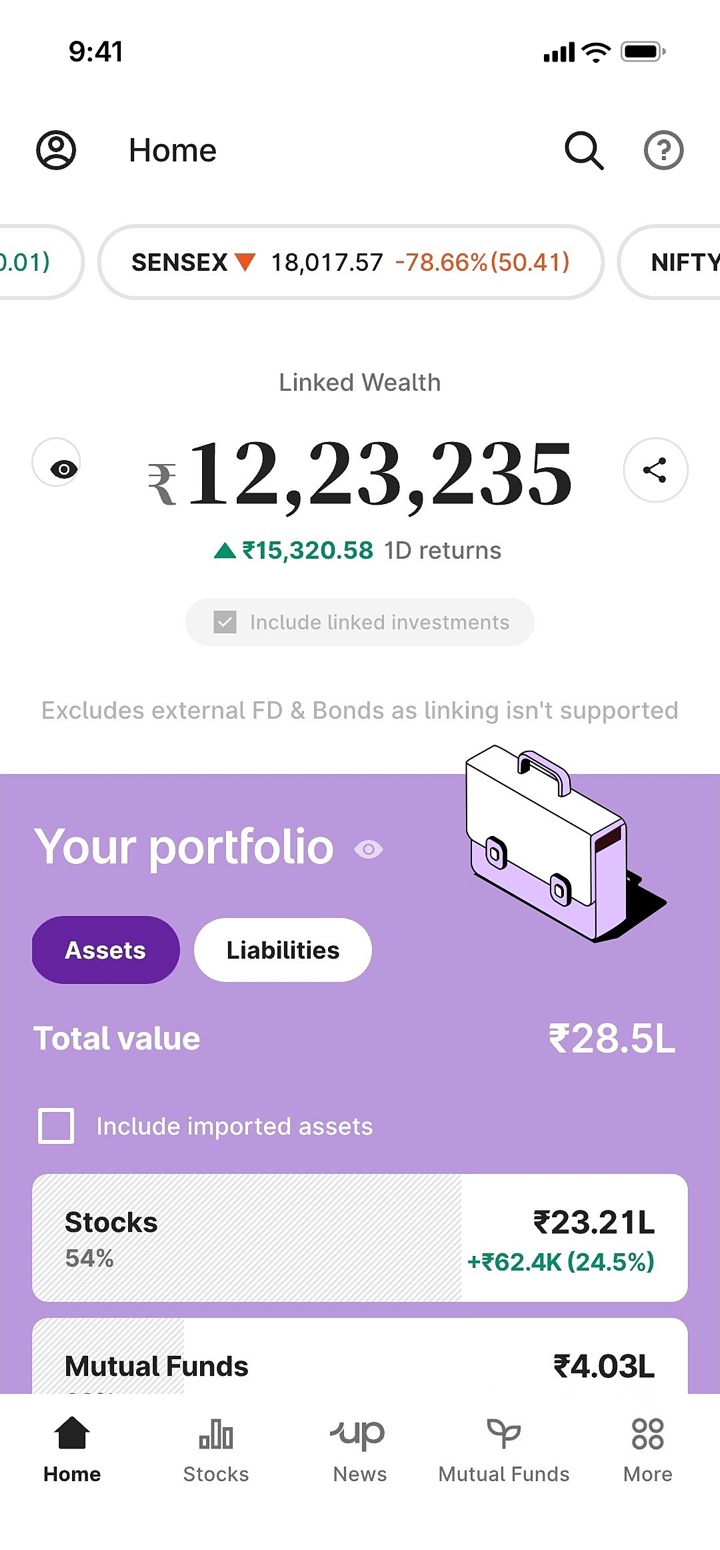 9:41
Home
0.01)
SENSEX ▼ 18,017.57 -78.66%(50.41)
NIFTY
Linked Wealth
₹12,23,235
▲ ₹15,320.58 1D returns
Include linked investments
Excludes external FD & Bonds as linking isn't supported
Your portfolio
Assets
Liabilities
Total value
₹28.5L
Include imported assets
Stocks
₹23.21L
54%
+₹62.4K (24.5%)
Mutual Funds
₹4.03L
Home
Stocks
up
News
Mutual Funds
More